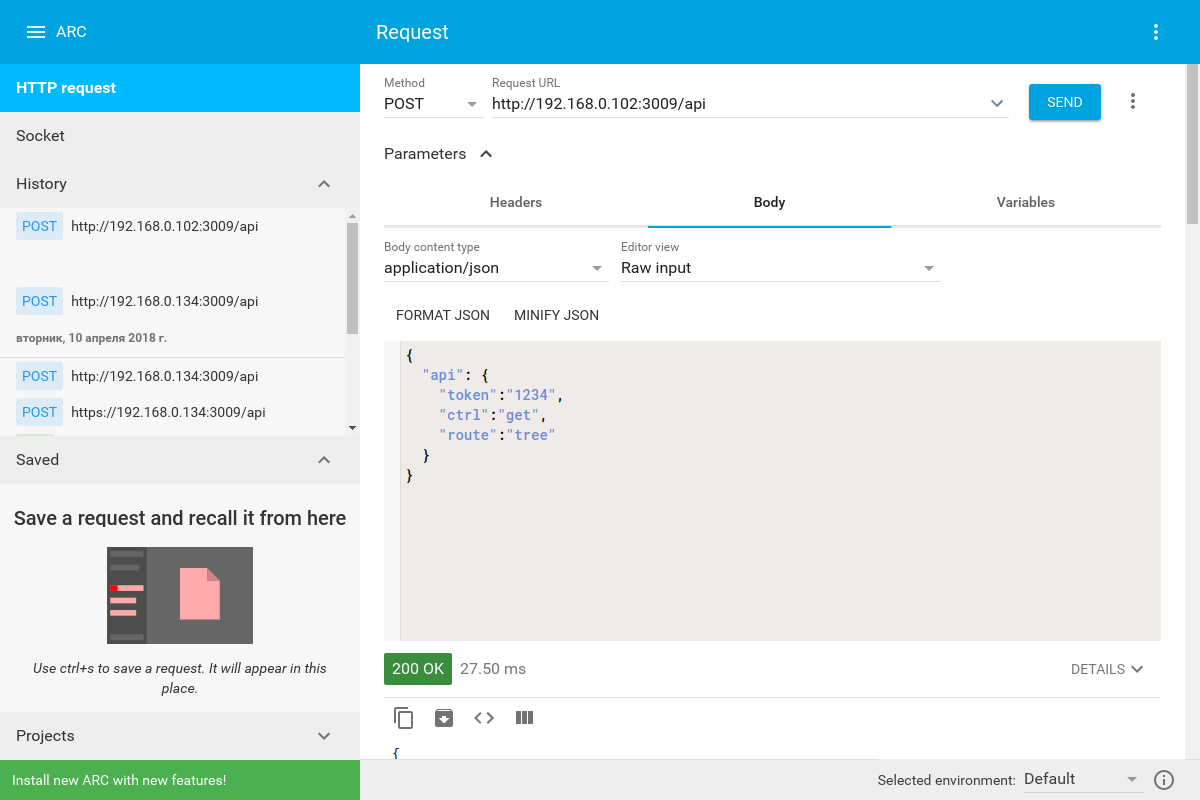 ARC
Request
HTTP request
Socket
History
POST http://192.168.0.102:3009/api
POST http://192.168.0.134:3009/api
вторник, 10 апреля 2018 г.
POST http://192.168.0.134:3009/api
POST https://192.168.0.134:3009/api
Saved
Save a request and recall it from here
Use ctrl+s to save a request. It will appear in this
place.
Projects
Install new ARC with new features!
Method
POST
Request URL
http://192.168.0.102:3009/api
SEND
Parameters
Headers Body Variables
Body content type
application/json
Editor view
Raw input
FORMAT JSON MINIFY JSON
{
"api": {
"token":"1234",
"ctrl":"get",
"route":"tree"
}
}
200 OK 27.50 ms DETAILS
{
Selected environment: Default